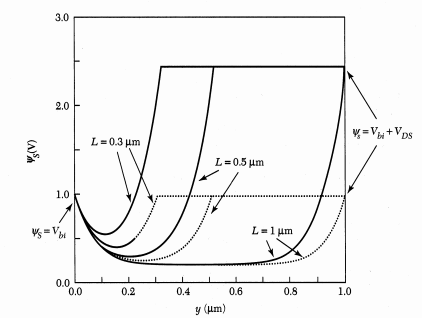 3.0
2.0
1.0
0.0
Ψs(V)
L = 0.3 μm
L = 0.5 μm
L = 1 μm
ψs = Vbi + VDS
ψs = Vbi
0.0 0.2 0.4 0.6 0.8 1.0
y (μm)